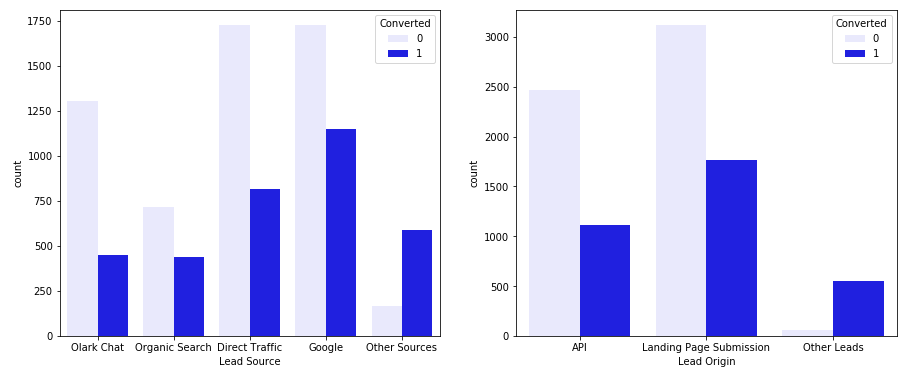 1750
1500
1250
1000
750
500
250
0
count
Converted
0
1
Olark Chat Organic Search Direct Traffic Google Other Sources
Lead Source
3000
2500
2000
1500
1000
500
0
count
Converted
0
1
API Landing Page Submission Other Leads
Lead Origin